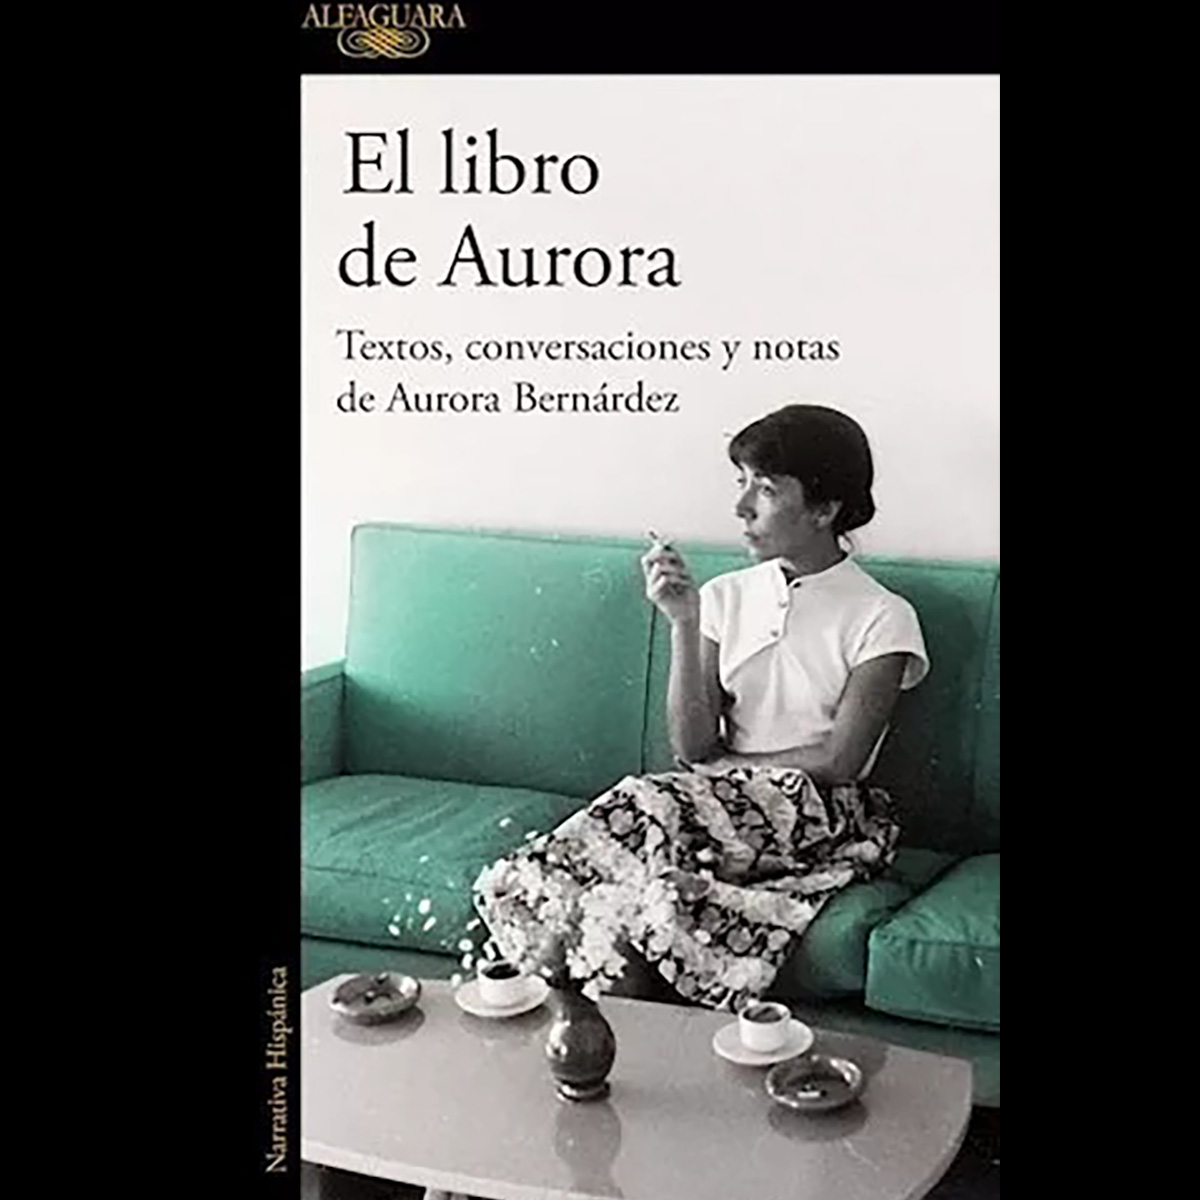 ALFAGUARA
El libro
de Aurora
Textos, conversaciones y notas
de Aurora Bernárdez
Narrativa Hispánica